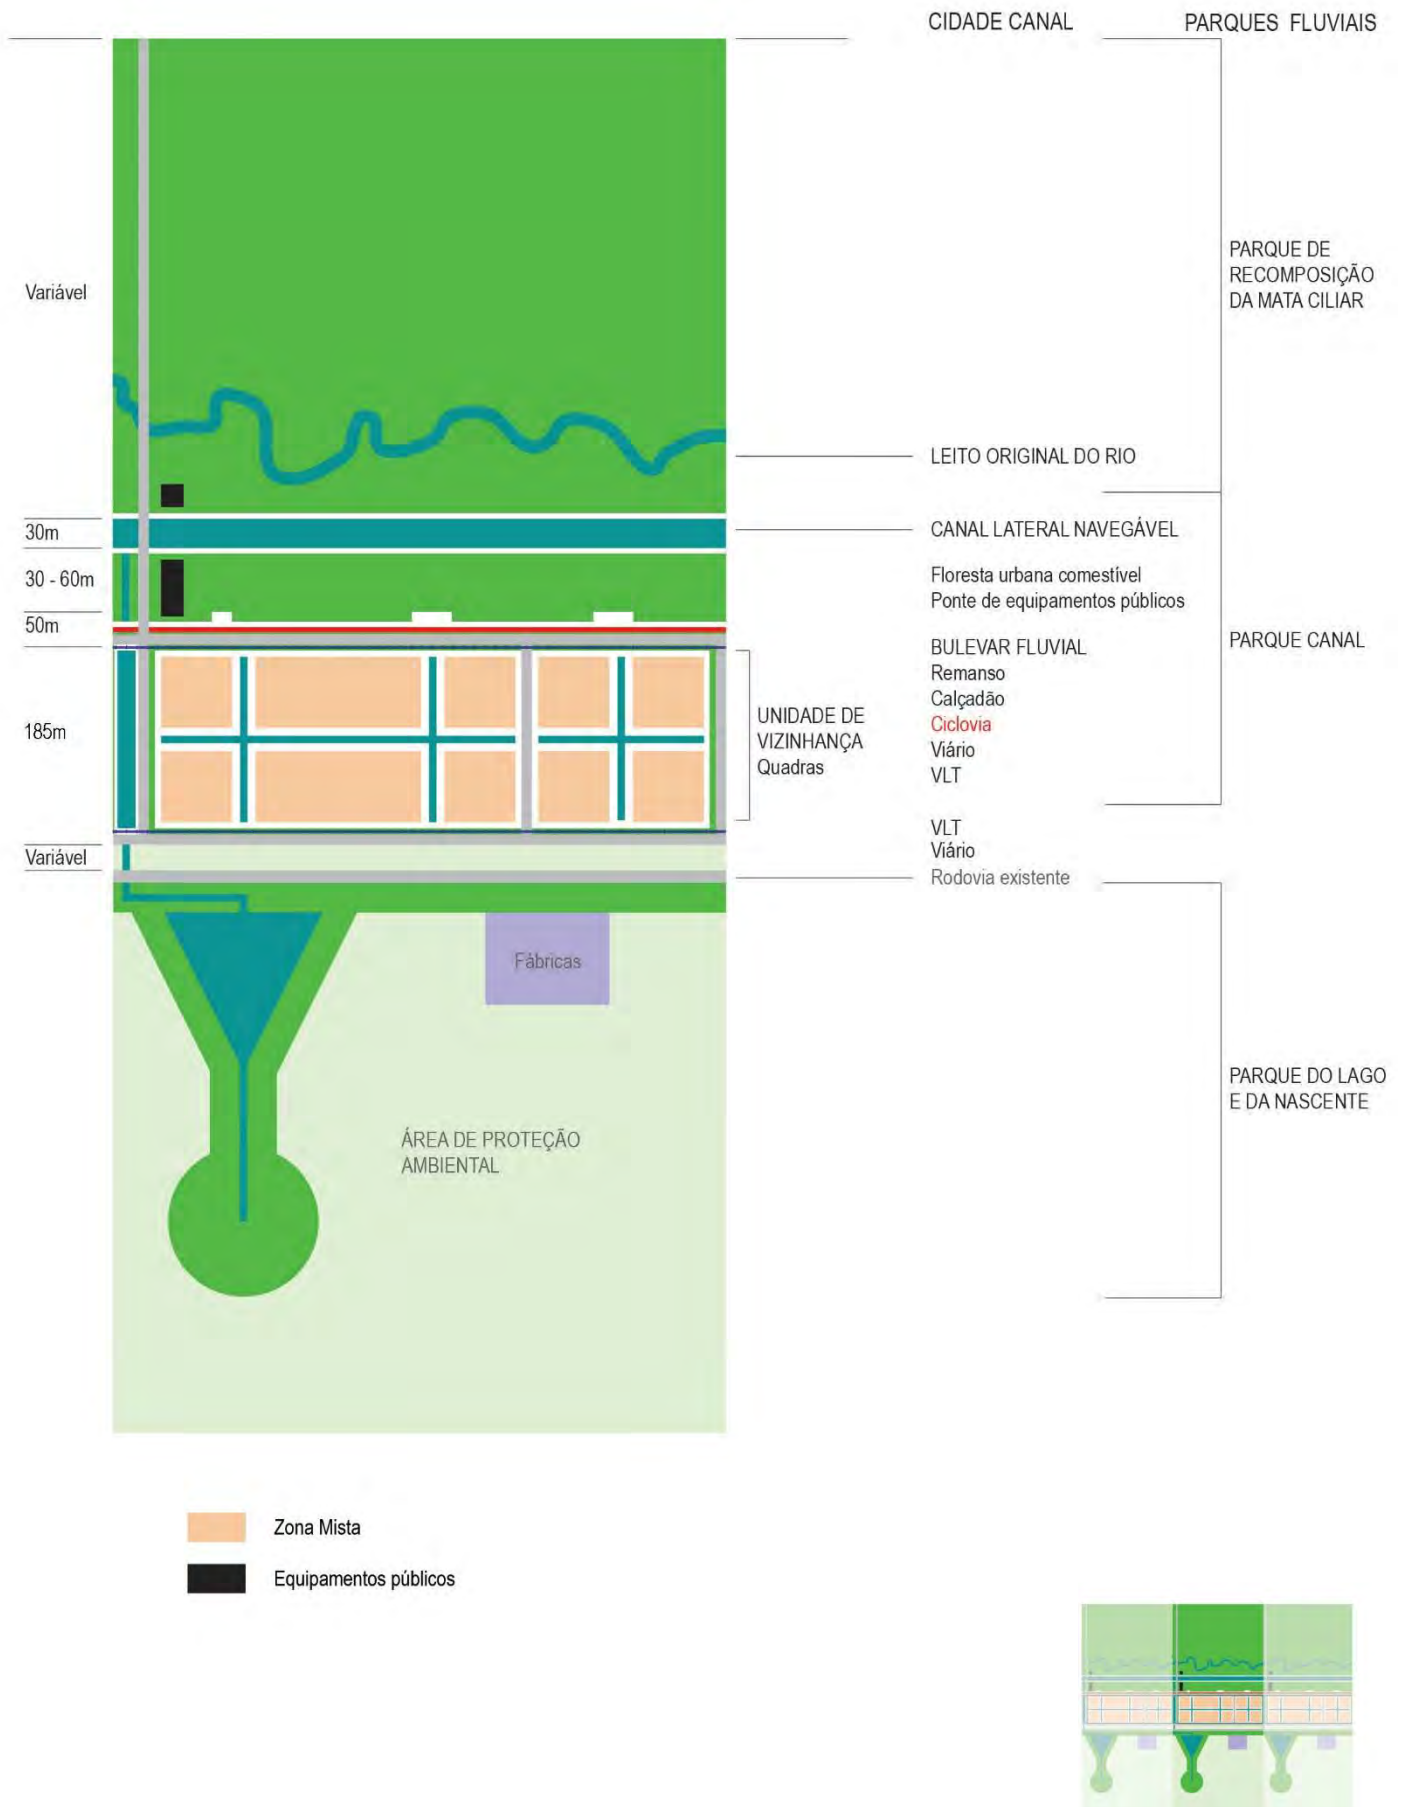 CIDADE CANAL
PARQUES FLUVIAIS
Variável
PARQUE DE
RECOMPOSIÇÃO
DA MATA CILIAR
LEITO ORIGINAL DO RIO
30m
CANAL LATERAL NAVEGÁVEL
30 - 60m
Floresta urbana comestível
Ponte de equipamentos públicos
50m
PARQUE CANAL
BULEVAR FLUVIAL
Remanso
Calçadão
Ciclovia
Viário
VLT
185m
UNIDADE DE
VIZINHANÇA
Quadras
VLT
Viário
Rodovia existente
Variável
Fábricas
PARQUE DO LAGO
E DA NASCENTE
ÁREA DE PROTEÇÃO
AMBIENTAL
Zona Mista
Equipamentos públicos